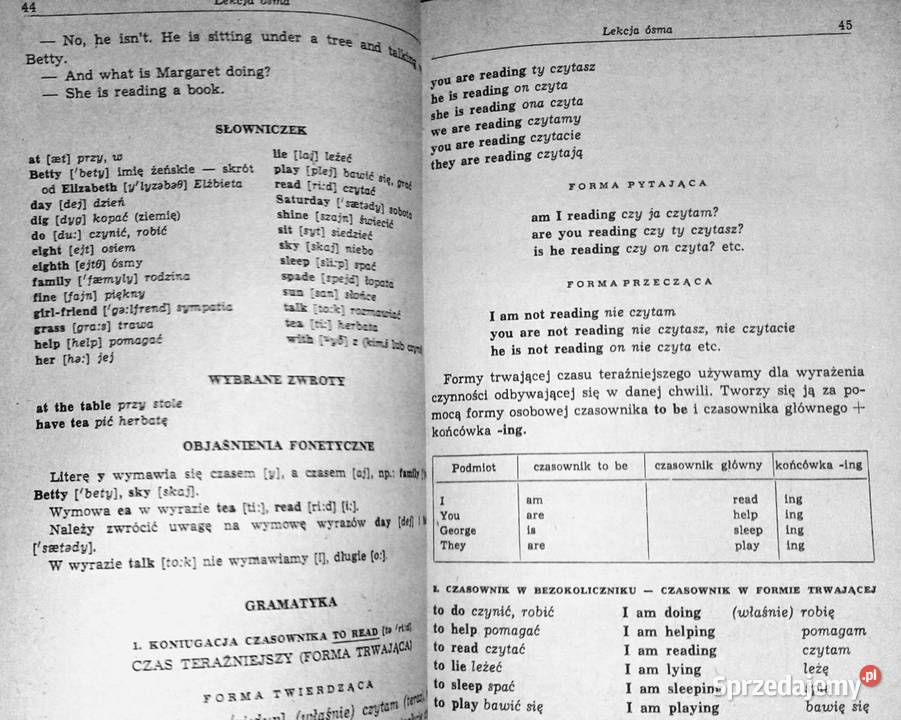 44
Lekcja ósma
— No, he isn't. He is sitting under a tree and talking
Betty.
— And what is Margaret doing?
— She is reading a book.
SŁOWNICZEK
at [æt] przy, w
Betty ['bety] imię żeńskie — skrót
od Elizabeth [y'lyzəbəθ] Elżbieta
day [dej] dzień
dig [dyg] kopać (ziemię)
do [du:] czynić, robić
eight [ejt] osiem
eighth [ejtθ] ósmy
family ['fæmyly] rodzina
fine [fajn] piękny
girl-friend ['gə:lfrend] sympatia
grass [gra:s] trawa
help [help] pomagać
her [hə:] jej
lie [laj] leżeć
play [plej] bawić się, grać
read [ri:d] czytać
Saturday ['sætədy] sobota
shine [szajn] świecić
sit [syt] siedzieć
sky [skaj] niebo
sleep [sli:p] spać
spade [spejd] łopata
sun [san] słońce
talk [to:k] rozmawiać
tea [ti:] herbata
with [uyð] z (kimś lub
WYBRANE ZWROTY
at the table przy stole
have tea pić herbatę
OBJAŚNIENIA FONETYCZNE
Literę y wymawia się czasem [y], a czasem [aj], np.: family
Betty ['bety], sky [skaj].
Wymowa ea w wyrazie tea [ti:], read [ri:d] [i:].
Należy zwrócić uwagę na wymowę wyrazów day [dej] i
['sætədy].
W wyrazie talk [to:k] nie wymawiamy [l], długie [o:].
GRAMATYKA
1. KONIUGACJA CZASOWNIKA TO READ [tə 'ri:d]
CZAS TERAŹNIEJSZY (FORMA TRWAJĄCA)
FORMA TWIERDZĄCA
(właśnie) czytam
Lekcja ósma
45
you are reading ty czytasz
he is reading on czyta
she is reading ona czyta
we are reading czytamy
you are reading czytacie
they are reading czytają
FORMA PYTAJĄCA
am I reading czy ja czytam?
are you reading czy ty czytasz?
is he reading czy on czyta? etc.
FORMA PRZECZĄCA
I am not reading nie czytam
you are not reading nie czytasz, nie czytacie
he is not reading on nie czyta etc.
Formy trwającej czasu teraźniejszego używamy dla wyrażenia
czynności odbywającej się w danej chwili. Tworzy się ją za po-
mocą formy osobowej czasownika to be i czasownika głównego +
końcówka -ing.
Podmiot czasownik to be czasownik główny końcówka -ing
I am read ing
You are help ing
George is sleep ing
They are play ing
2. CZASOWNIK W BEZOKOLICZNIKU — CZASOWNIK W FORMIE TRWAJĄCEJ
to do czynić, robić I am doing (właśnie) robię
to help pomagać I am helping pomagam
to read czytać I am reading czytam
to lie leżeć I am lying leżę
to sleep spać I am sleeping
to play bawić się I am playing bawię się
Sprzedajemy.pl